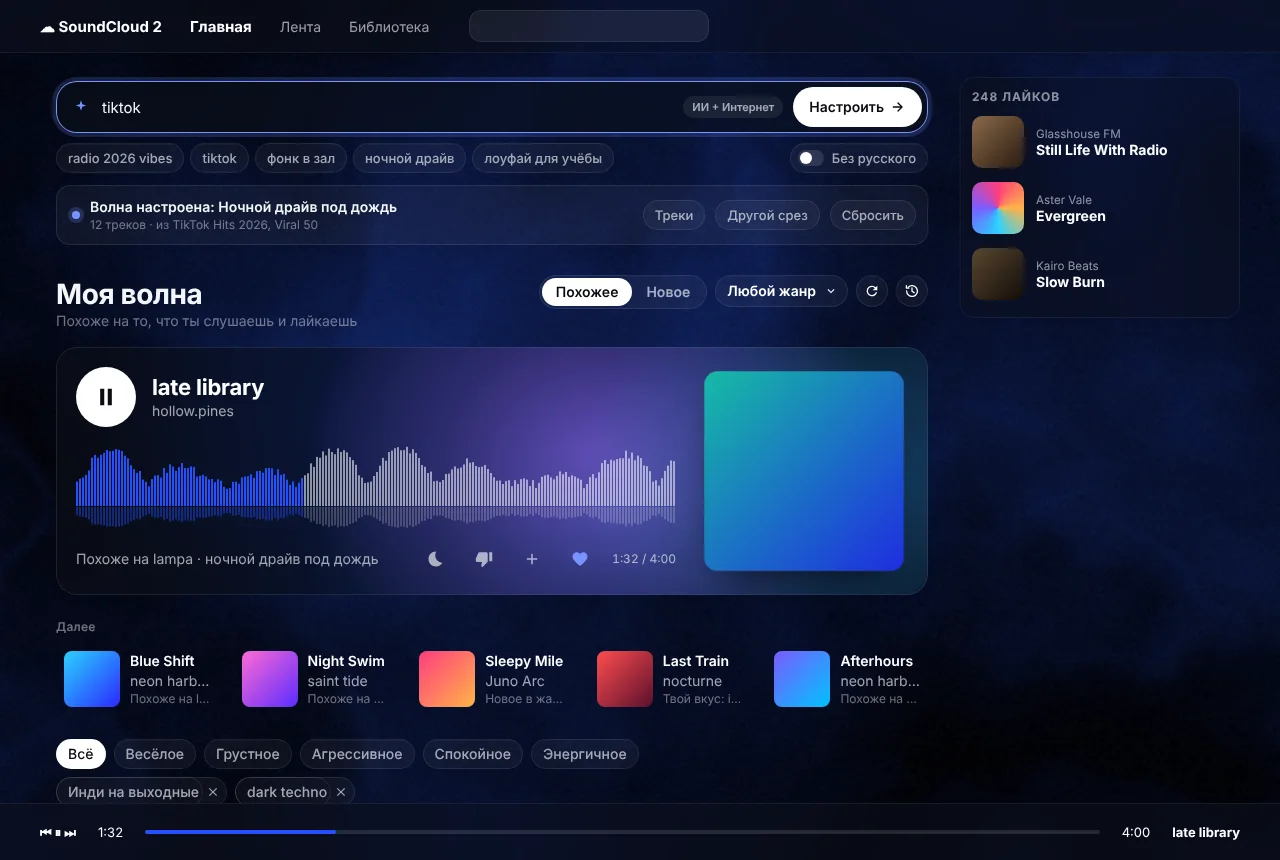 SoundCloud 2 Главная Лента Библиотека
tiktok ИИ + Интернет Настроить →
radio 2026 vibes tiktok фонк в зал ночной драйв лоуфай для учёбы Без русского
Волна настроена: Ночной драйв под дождь
12 треков · из TikTok Hits 2026, Viral 50
Треки Другой срез Сбросить
Моя волна
Похоже на то, что ты слушаешь и лайкаешь
Похожее Новое Любой жанр
late library
hollow.pines
Похоже на lampa · ночной драйв под дождь 1:32 / 4:00
Далее
Blue Shift
neon harb...
Похоже на l...
Night Swim
saint tide
Похоже на ...
Sleepy Mile
Juno Arc
Новое в жа...
Last Train
nocturne
Твой вкус: i...
Afterhours
neon harb...
Похоже на ...
Всё Весёлое Грустное Агрессивное Спокойное Энергичное
Инди на выходные × dark techno ×
248 ЛАЙКОВ
Glasshouse FM
Still Life With Radio
Aster Vale
Evergreen
Kairo Beats
Slow Burn
1:32 4:00 late library